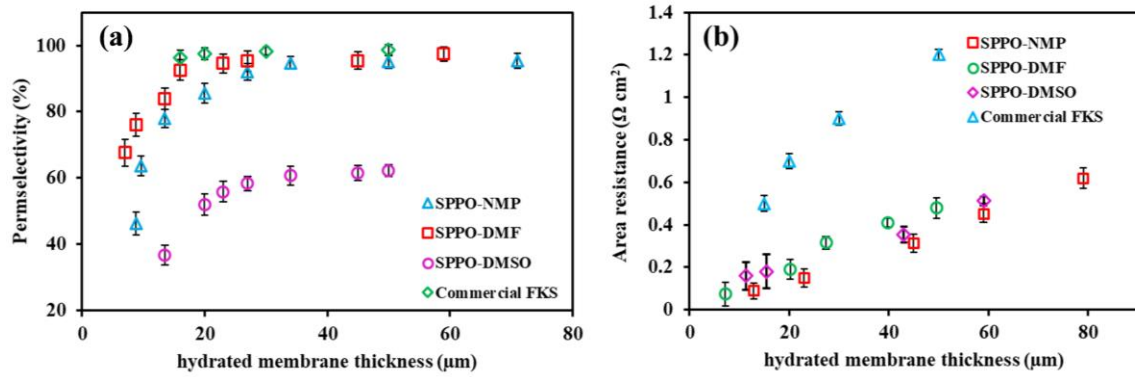 (a)
Permselectivity (%)
100
80
60
40
20
0
20
40
60
80
hydrated membrane thickness (µm)
SPPO-NMP
SPPO-DMF
SPPO-DMSO
Commercial FKS
(b)
Area resistance (Ω cm²)
1.4
1.2
1
0.8
0.6
0.4
0.2
0
0
20
40
60
80
hydrated membrane thickness (µm)
SPPO-NMP
SPPO-DMF
SPPO-DMSO
Commercial FKS